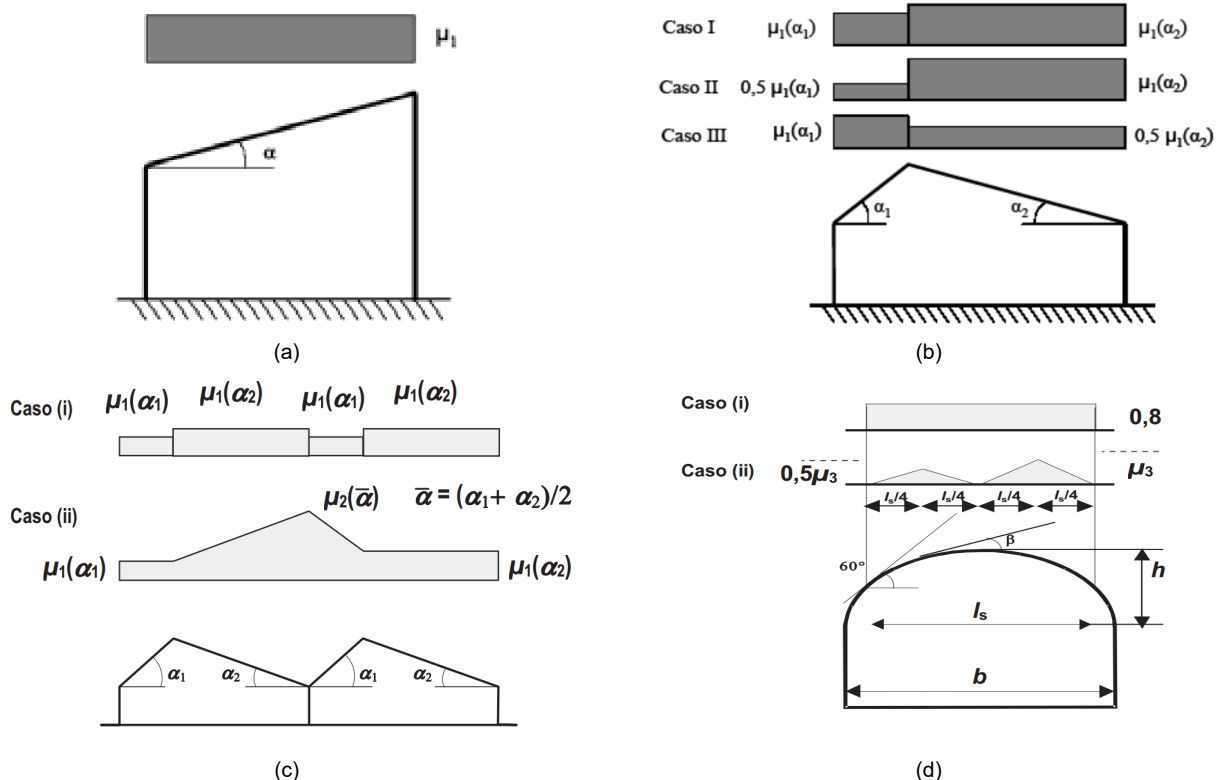 μ₁
α
(a)
Caso I μ₁(α₁) μ₁(α₂)
Caso II 0,5 μ₁(α₁) μ₁(α₂)
Caso III μ₁(α₁) 0,5 μ₁(α₂)
α₁ α₂
(b)
μ₁(α₁) μ₁(α₂) μ₁(α₁) μ₁(α₂)
Caso (i)
μ₂(ᾱ) ᾱ = (α₁+ α₂)/2
Caso (ii)
μ₁(α₁) μ₁(α₂)
α₁ α₂ α₁ α₂
(c)
Caso (i) 0,8
Caso (ii) 0,5μ₃ μ₃
lₛ/4 lₛ/4 lₛ/4 lₛ/4
β
60° h
lₛ
b
(d)